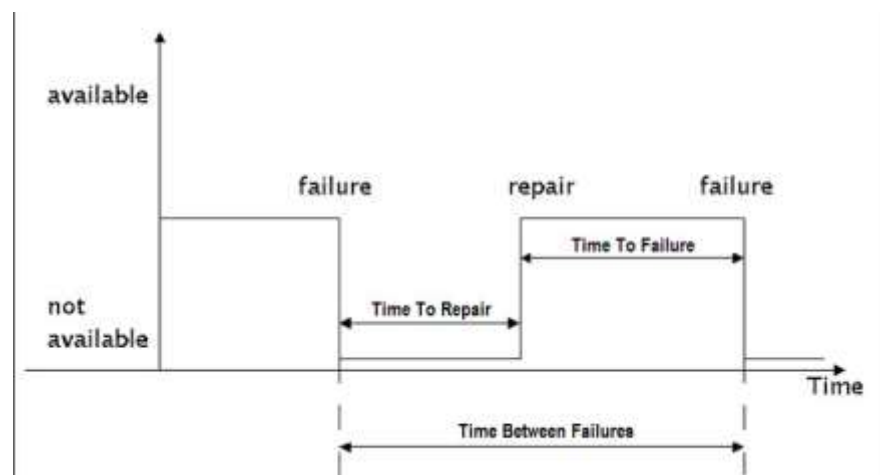 available
failure
repair
failure
Time To Failure
not
available
Time To Repair
Time
Time Between Failures